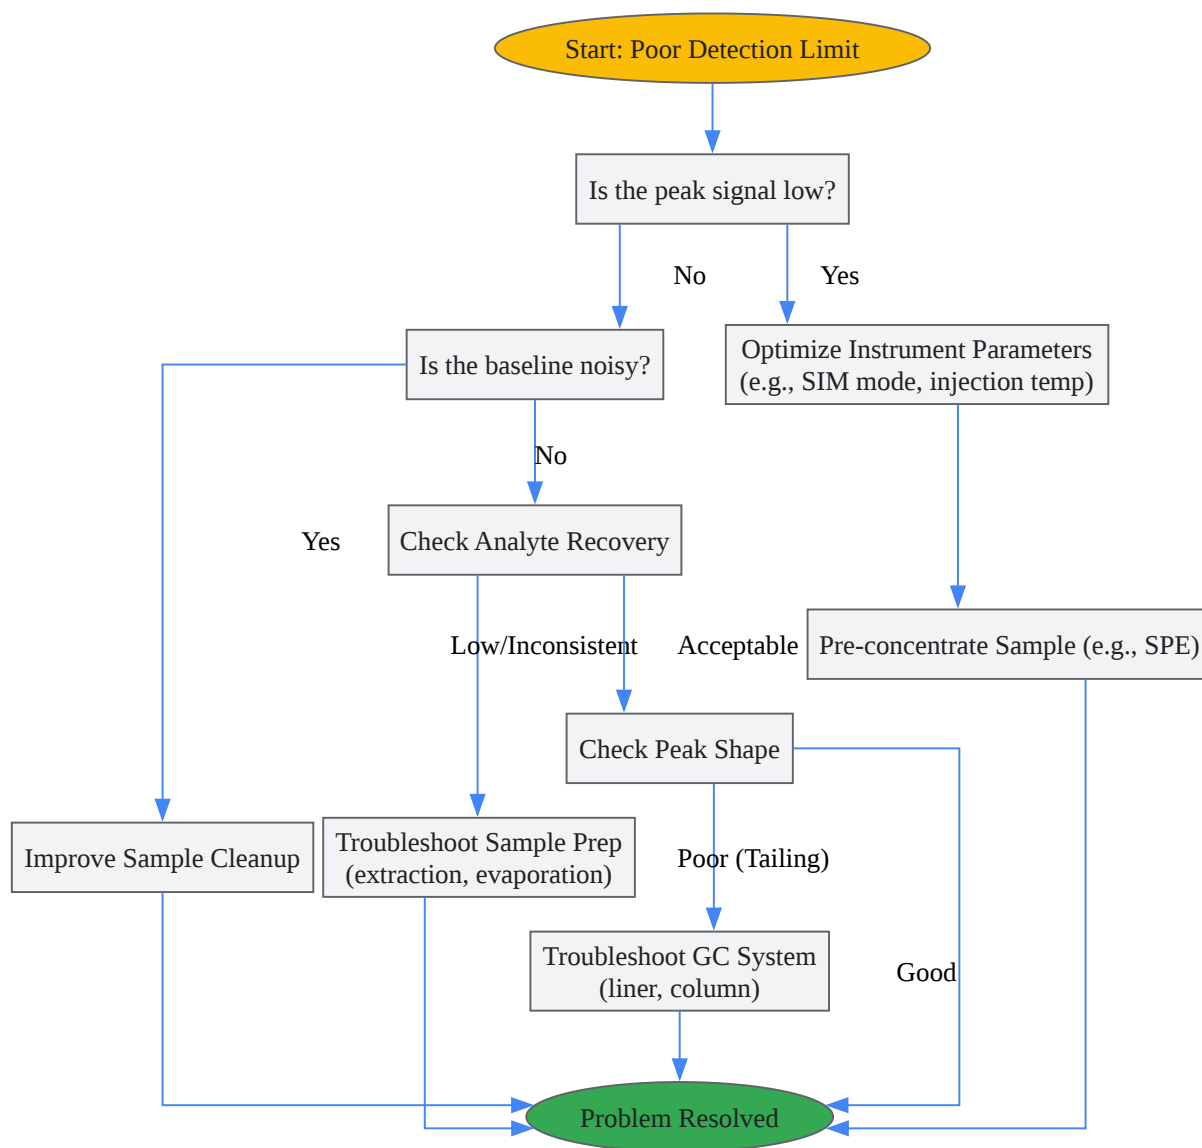 Start: Poor Detection Limit
Is the peak signal low?
No
Yes
Is the baseline noisy?
Optimize Instrument Parameters
(e.g., SIM mode, injection temp)
No
Yes
Check Analyte Recovery
Low/Inconsistent
Acceptable
Pre-concentrate Sample (e.g., SPE)
Check Peak Shape
Improve Sample Cleanup
Troubleshoot Sample Prep
(extraction, evaporation)
Poor (Tailing)
Troubleshoot GC System
(liner, column)
Good
Problem Resolved